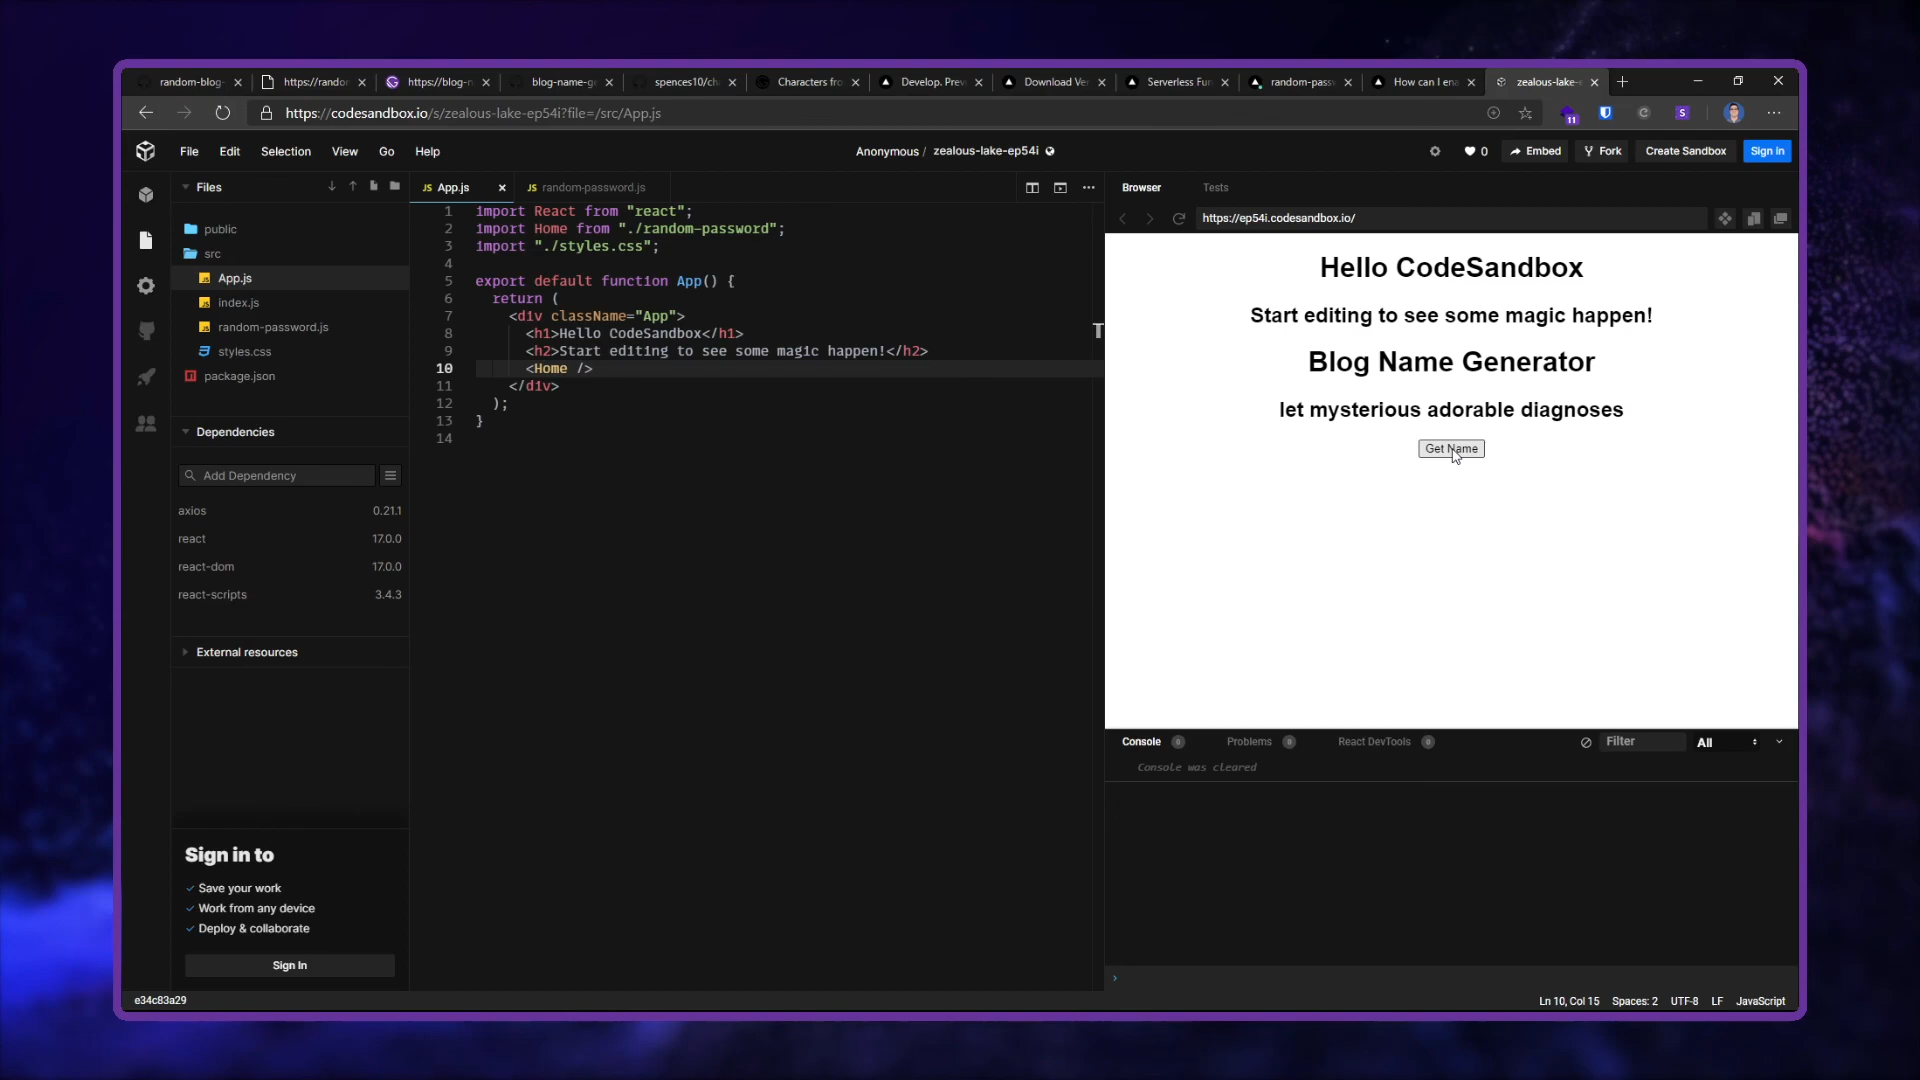 random-blog-
https://rando
https://blog-n
blog-name-g
spences10/ch
Characters fro
Develop. Prev
Download Ver
Serverless Fun
random-passw
How can I ena
zealous-lake-
https://codesandbox.io/s/zealous-lake-ep54i?file=/src/App.js
11
S
File Edit Selection View Go Help
Anonymous / zealous-lake-ep54i
0 Embed Fork Create Sandbox Sign in
Files
public
src
App.js
index.js
random-password.js
styles.css
package.json
Dependencies
Add Dependency
axios 0.21.1
react 17.0.0
react-dom 17.0.0
react-scripts 3.4.3
External resources
Sign in to
Save your work
Work from any device
Deploy & collaborate
Sign In
JS App.js
JS random-password.js
1 import React from "react";
2 import Home from "./random-password";
3 import "./styles.css";
4
5 export default function App() {
6 return (
7 <div className="App">
8 <h1>Hello CodeSandbox</h1>
9 <h2>Start editing to see some magic happen!</h2>
10 <Home />
11 </div>
12 );
13 }
14
Browser Tests
https://ep54i.codesandbox.io/
Hello CodeSandbox
Start editing to see some magic happen!
Blog Name Generator
let mysterious adorable diagnoses
Get Name
Console 0 Problems 0 React DevTools 0 Filter All
Console was cleared
e34c83a29
Ln 10, Col 15 Spaces: 2 UTF-8 LF JavaScript